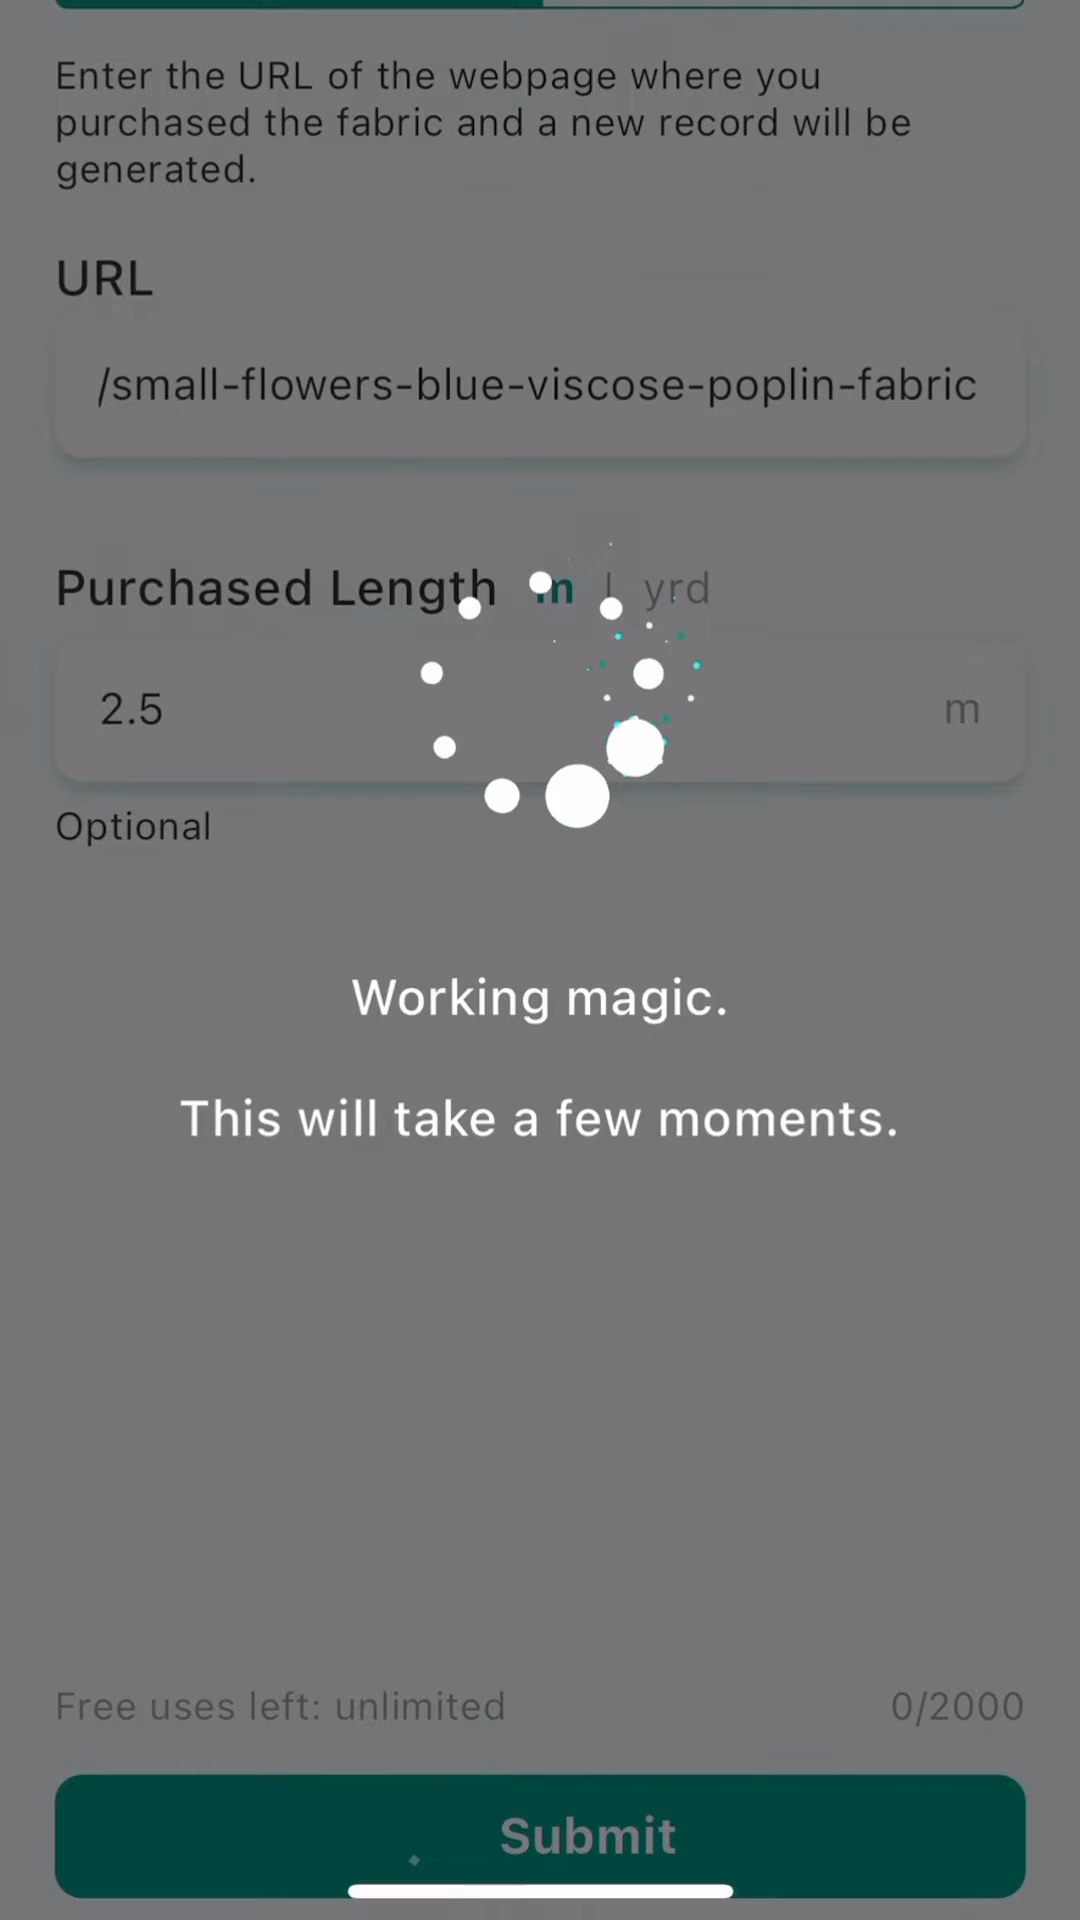 Enter the URL of the webpage where you
purchased the fabric and a new record will be
generated.
URL
/small-flowers-blue-viscose-poplin-fabric
Purchased Length m | yrd
2.5 m
Optional
Working magic.
This will take a few moments.
Free uses left: unlimited 0/2000
Submit